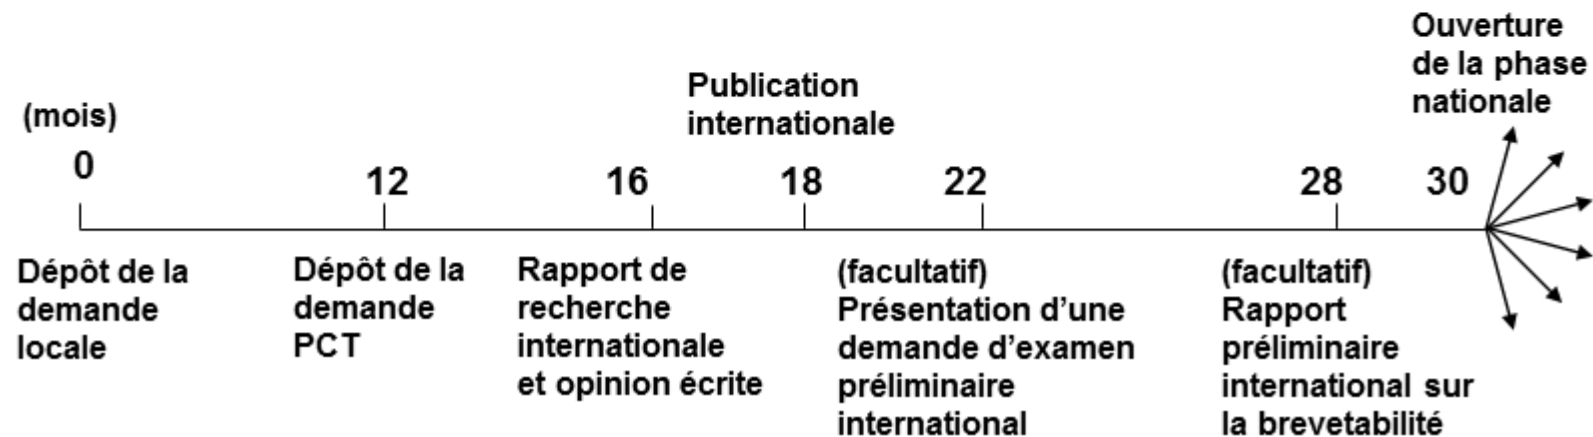 (mois)
Publication
internationale
Ouverture
de la phase
nationale
0
12
16
18
22
28
30
Dépôt de la
demande
locale
Dépôt de la
demande
PCT
Rapport de
recherche
internationale
et opinion écrite
(facultatif)
Présentation d’une
demande d’examen
préliminaire
international
(facultatif)
Rapport
préliminaire
international sur
la brevetabilité